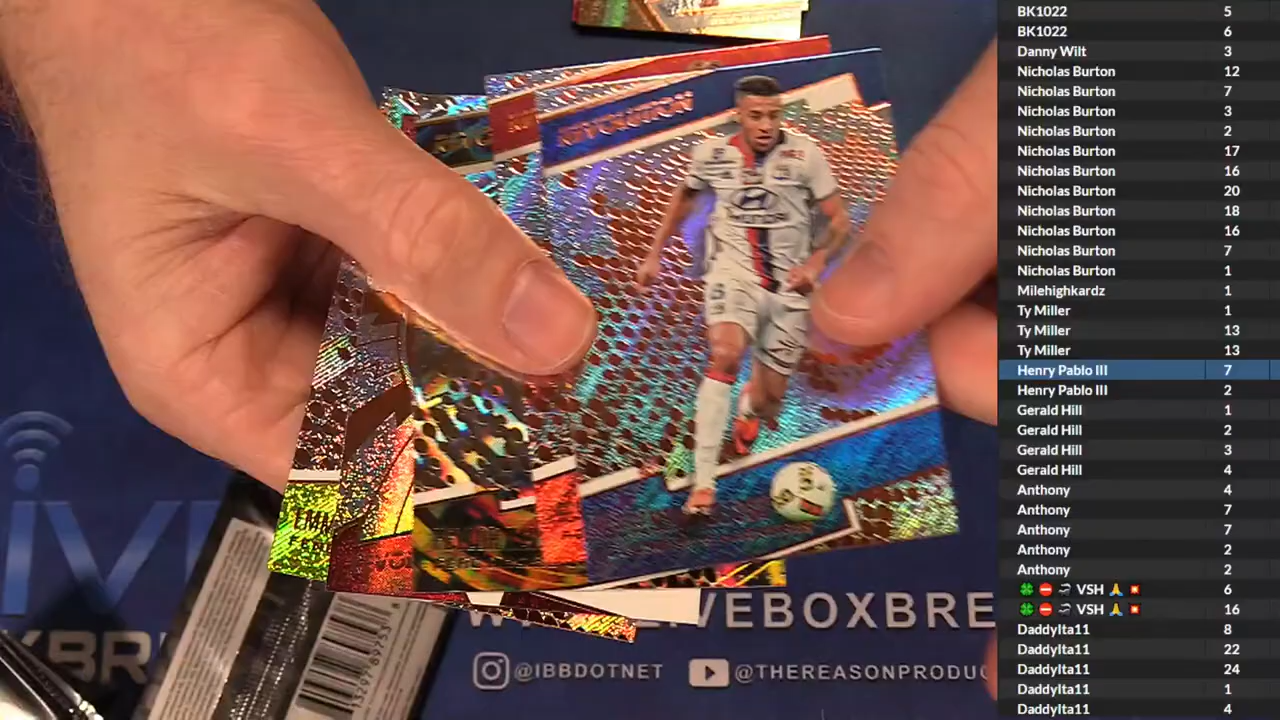 REVOLUTION
HYUNDAI
EMM
iVE
OXBR
LIVEBOXBRE
@IBBDOTNET
@THEREASONPRODUC
BK1022 5
BK1022 6
Danny Wilt 3
Nicholas Burton 12
Nicholas Burton 7
Nicholas Burton 3
Nicholas Burton 2
Nicholas Burton 17
Nicholas Burton 16
Nicholas Burton 20
Nicholas Burton 18
Nicholas Burton 16
Nicholas Burton 7
Nicholas Burton 1
Milehighkardz 1
Ty Miller 1
Ty Miller 13
Ty Miller 13
Henry Pablo III 7
Henry Pablo III 2
Gerald Hill 1
Gerald Hill 2
Gerald Hill 3
Gerald Hill 4
Anthony 4
Anthony 7
Anthony 7
Anthony 2
Anthony 2
🍀 ⛔ VSH 🙏 💥 6
🍀 ⛔ VSH 🙏 💥 16
DaddyIta11 8
DaddyIta11 22
DaddyIta11 24
DaddyIta11 1
DaddyIta11 4